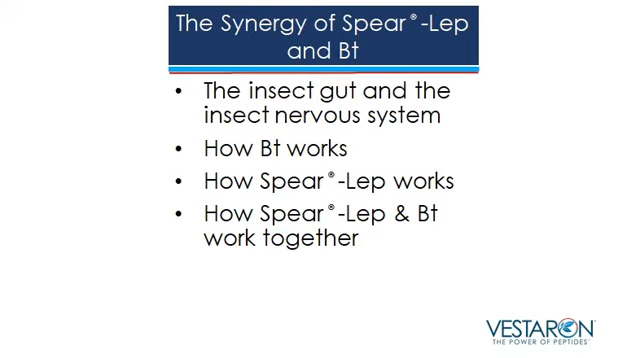 The Synergy of Spear®-Lep
and Bt
• The insect gut and the
insect nervous system
• How Bt works
• How Spear®-Lep works
• How Spear®-Lep & Bt
work together
VESTARON
THE POWER OF PEPTIDES